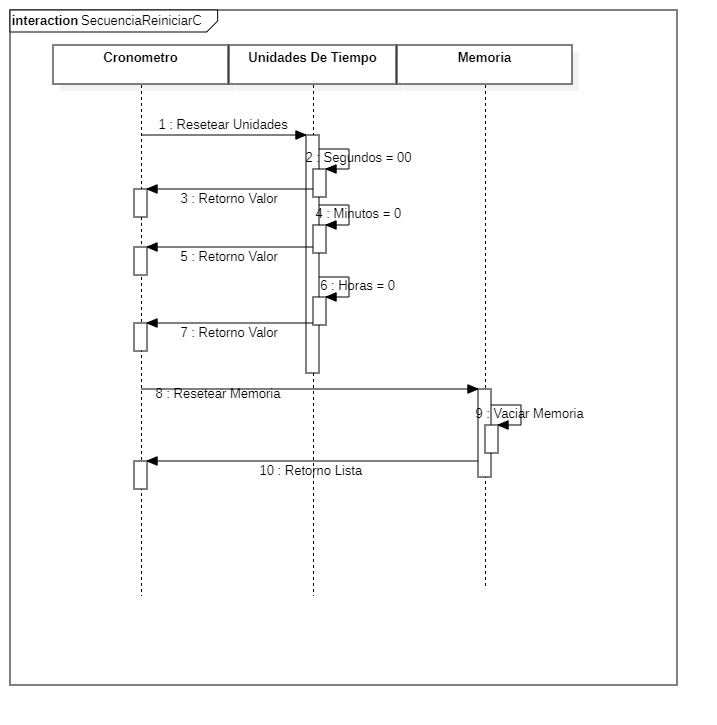 interaction SecuenciaReiniciarC
Cronometro
Unidades De Tiempo
Memoria
1 : Resetear Unidades
2 : Segundos = 00
3 : Retorno Valor
4 : Minutos = 0
5 : Retorno Valor
6 : Horas = 0
7 : Retorno Valor
8 : Resetear Memoria
9 : Vaciar Memoria
10 : Retorno Lista